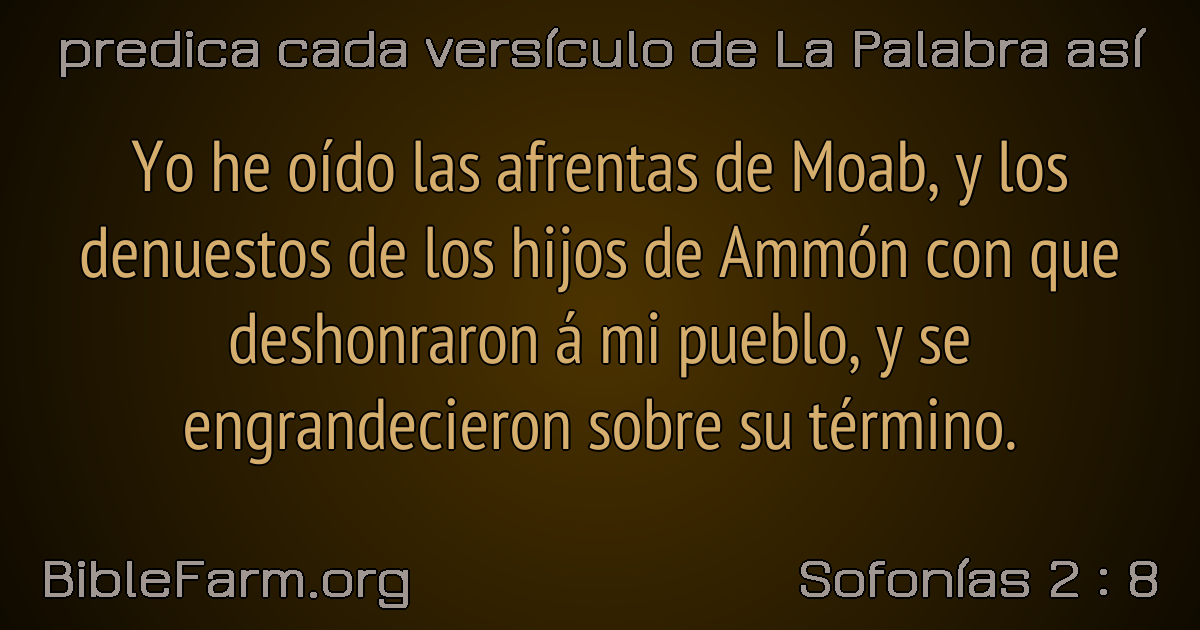 predica cada versículo de La Palabra así
Yo he oído las afrentas de Moab, y los
denuestos de los hijos de Ammón con que
deshonraron á mi pueblo, y se
engrandecieron sobre su término.
BibleFarm.org
Sofonías 2 : 8